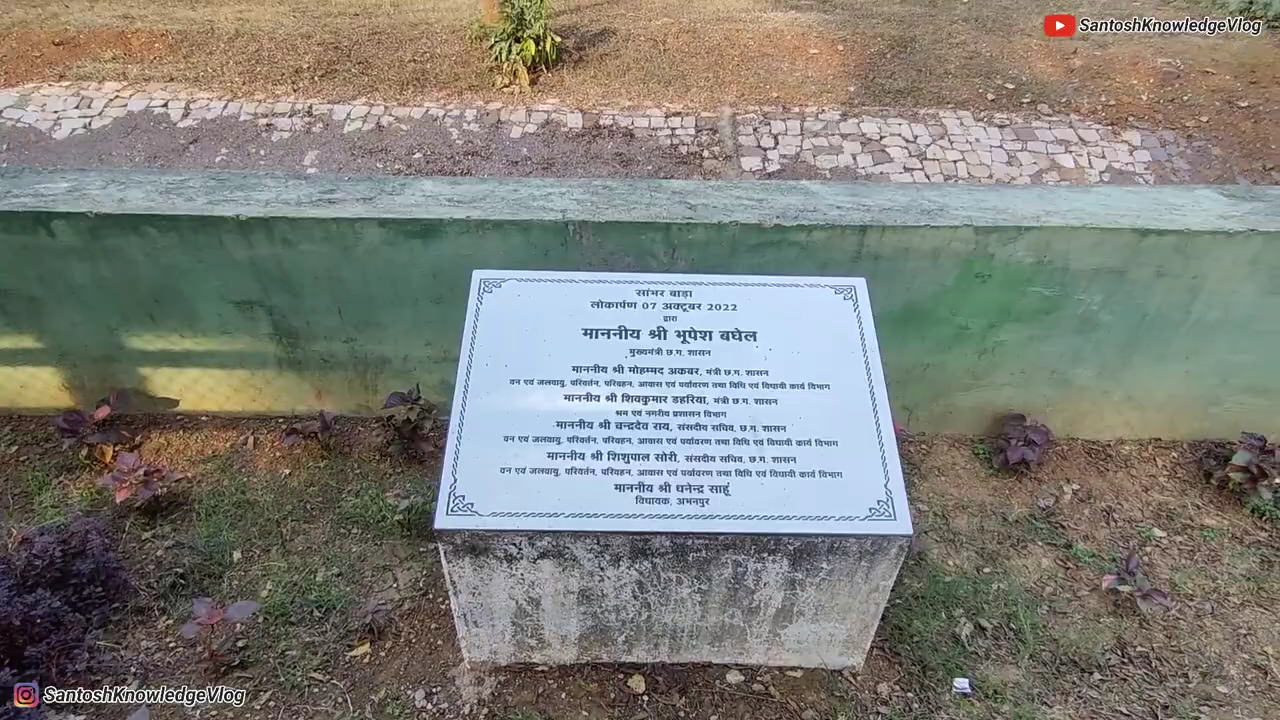 SantoshKnowledgeVlog
सांभर बाड़ा
लोकार्पण 07 अक्टूबर 2022
द्वारा
माननीय श्री भूपेश बघेल
मुख्यमंत्री छ.ग. शासन
माननीय श्री मोहम्मद अकबर, मंत्री छ.ग. शासन
वन एवं जलवायु, परिवर्तन, परिवहन, आवास एवं पर्यावरण तथा विधि एवं विधायी कार्य विभाग
माननीय श्री शिवकुमार डहरिया, मंत्री छ.ग. शासन
श्रम एवं नगरीय प्रशासन विभाग
माननीय श्री चन्द्रदेव राय, संसदीय सचिव, छ.ग. शासन
वन एवं जलवायु, परिवर्तन, परिवहन, आवास एवं पर्यावरण तथा विधि एवं विधायी कार्य विभाग
माननीय श्री शिशुपाल सोरी, संसदीय सचिव, छ.ग. शासन
वन एवं जलवायु, परिवर्तन, परिवहन, आवास एवं पर्यावरण तथा विधि एवं विधायी कार्य विभाग
माननीय श्री धनेन्द्र साहू
विधायक, अभनपुर
SantoshKnowledgeVlog